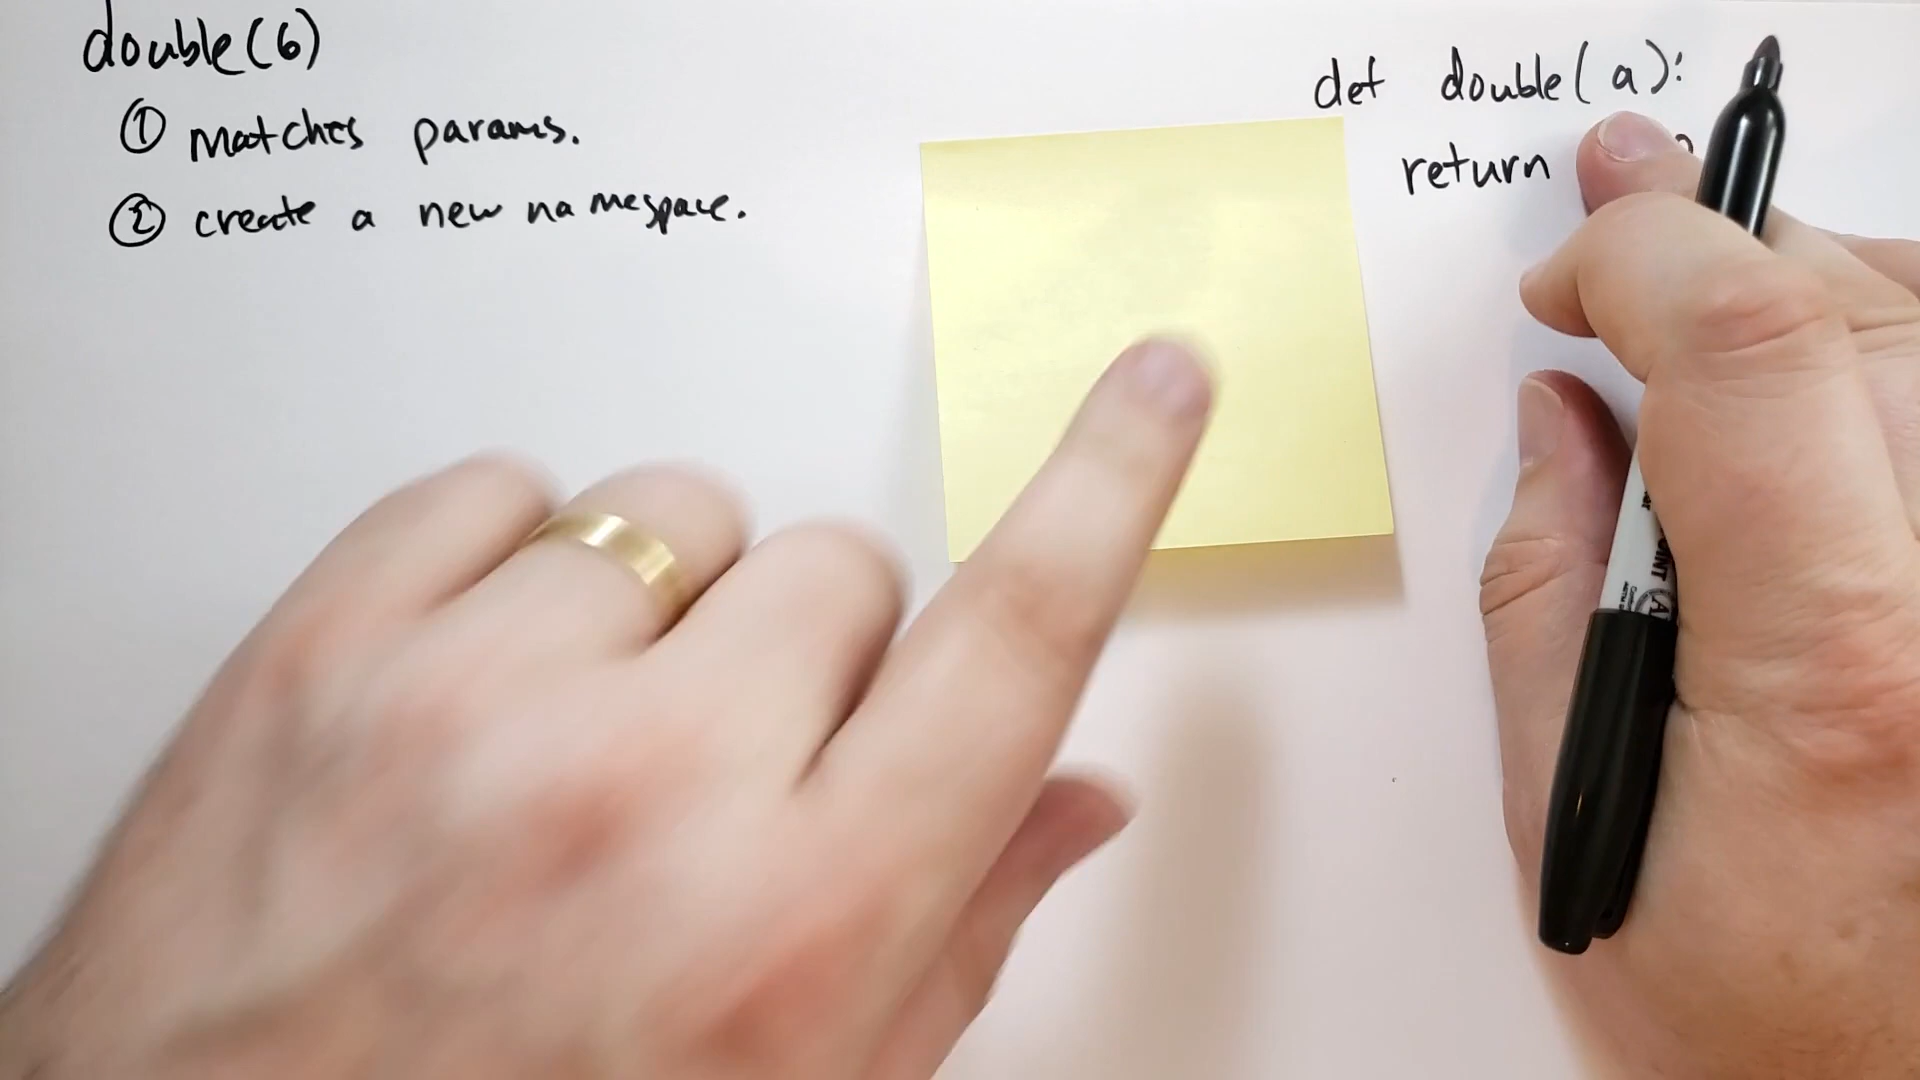 double(6)
① matches params.
② create a new namespace.
def double(a):
return